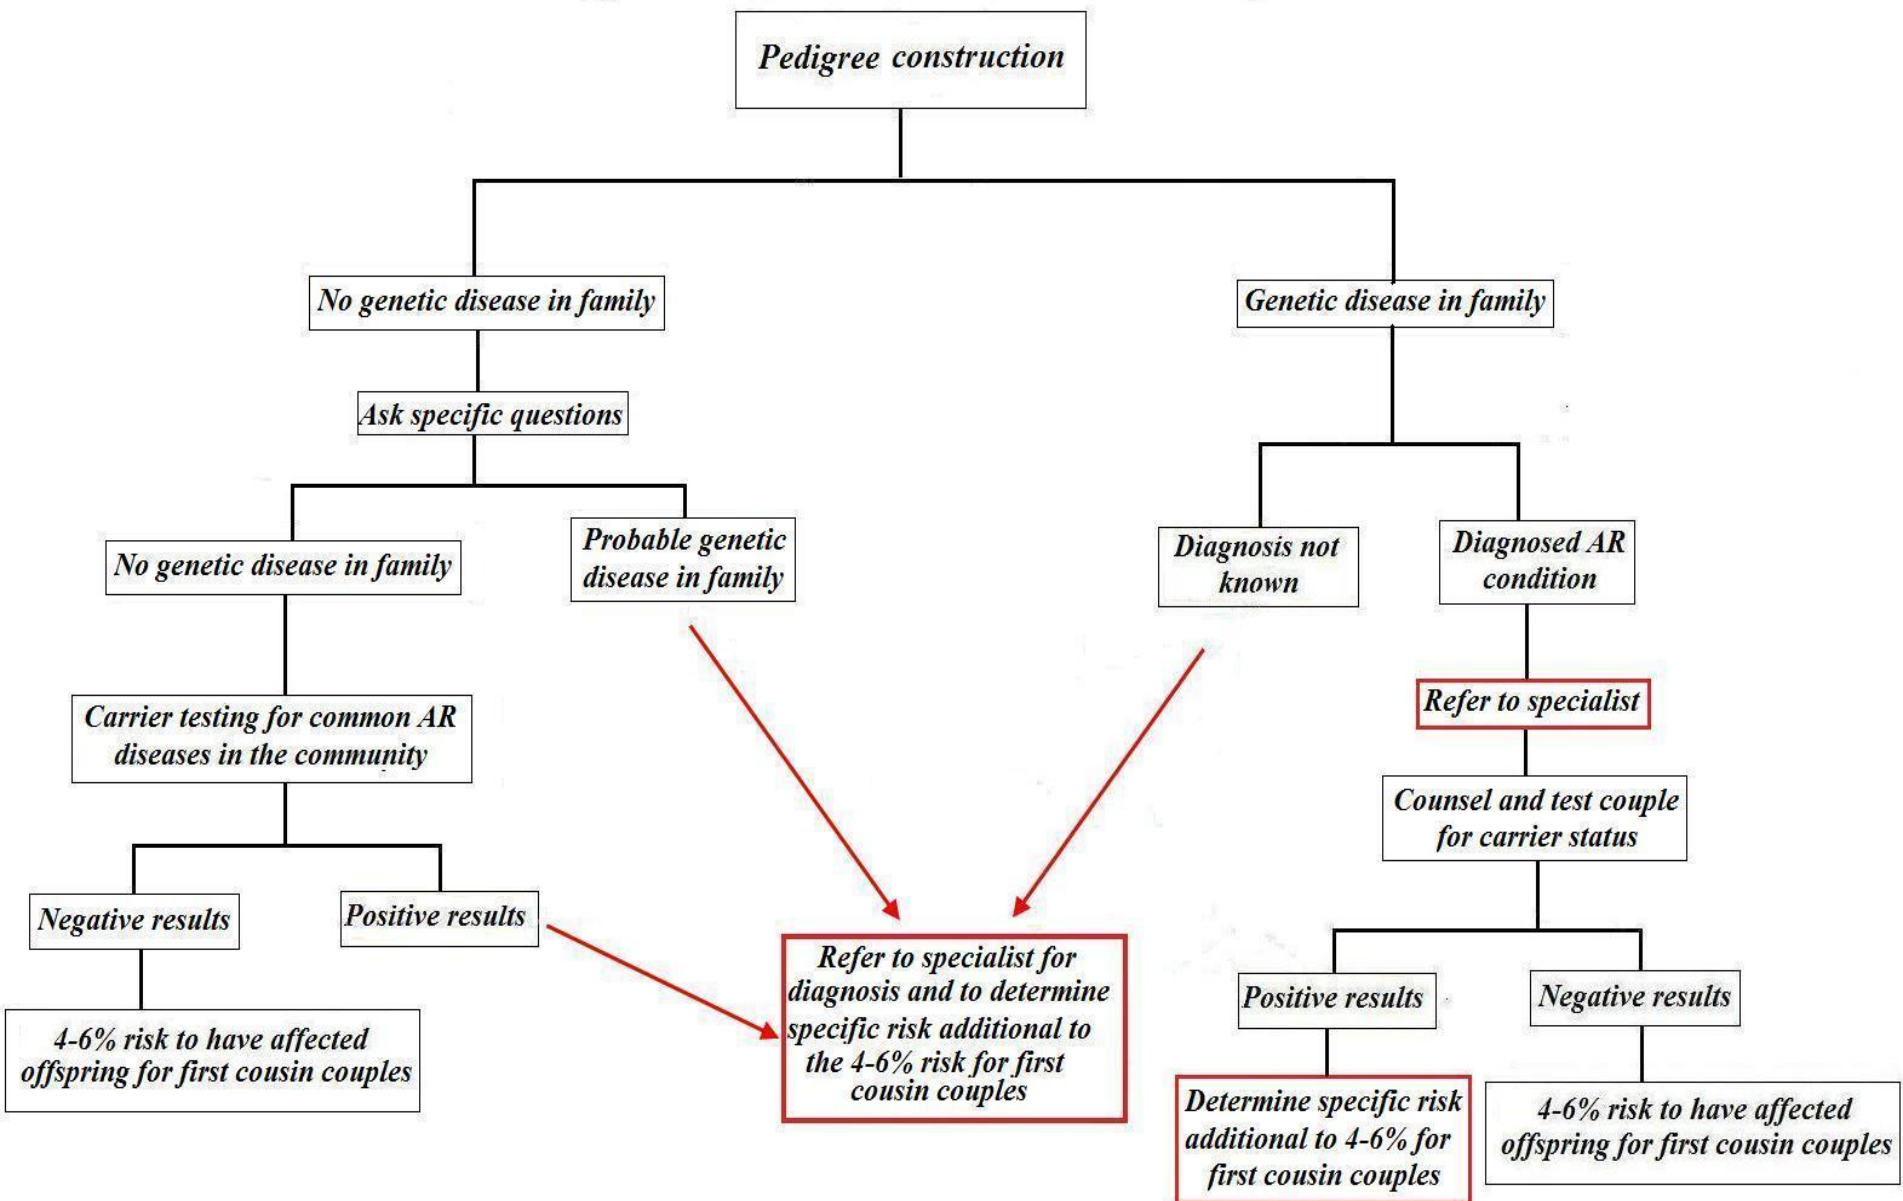 Pedigree construction
No genetic disease in family
Genetic disease in family
Ask specific questions
No genetic disease in family
Probable genetic
disease in family
Diagnosis not
known
Diagnosed AR
condition
Refer to specialist
Carrier testing for common AR
diseases in the community
Counsel and test couple
for carrier status
Negative results
Positive results
Refer to specialist for
diagnosis and to determine
specific risk additional to
the 4-6% risk for first
cousin couples
Positive results
Negative results
4-6% risk to have affected
offspring for first cousin couples
Determine specific risk
additional to 4-6% for
first cousin couples
4-6% risk to have affected
offspring for first cousin couples